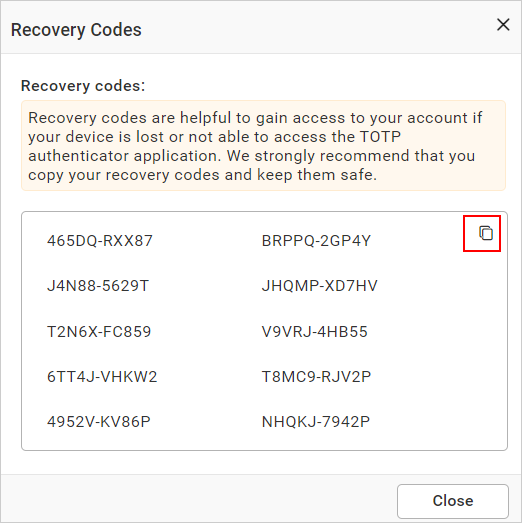 Recovery Codes
Recovery codes:
Recovery codes are helpful to gain access to your account if
your device is lost or not able to access the TOTP
authenticator application. We strongly recommend that you
copy your recovery codes and keep them safe.
465DQ-RXX87 BRPPQ-2GP4Y
J4N88-5629T JHQMP-XD7HV
T2N6X-FC859 V9VRJ-4HB55
6TT4J-VHKW2 T8MC9-RJV2P
4952V-KV86P NHQKJ-7942P
Close